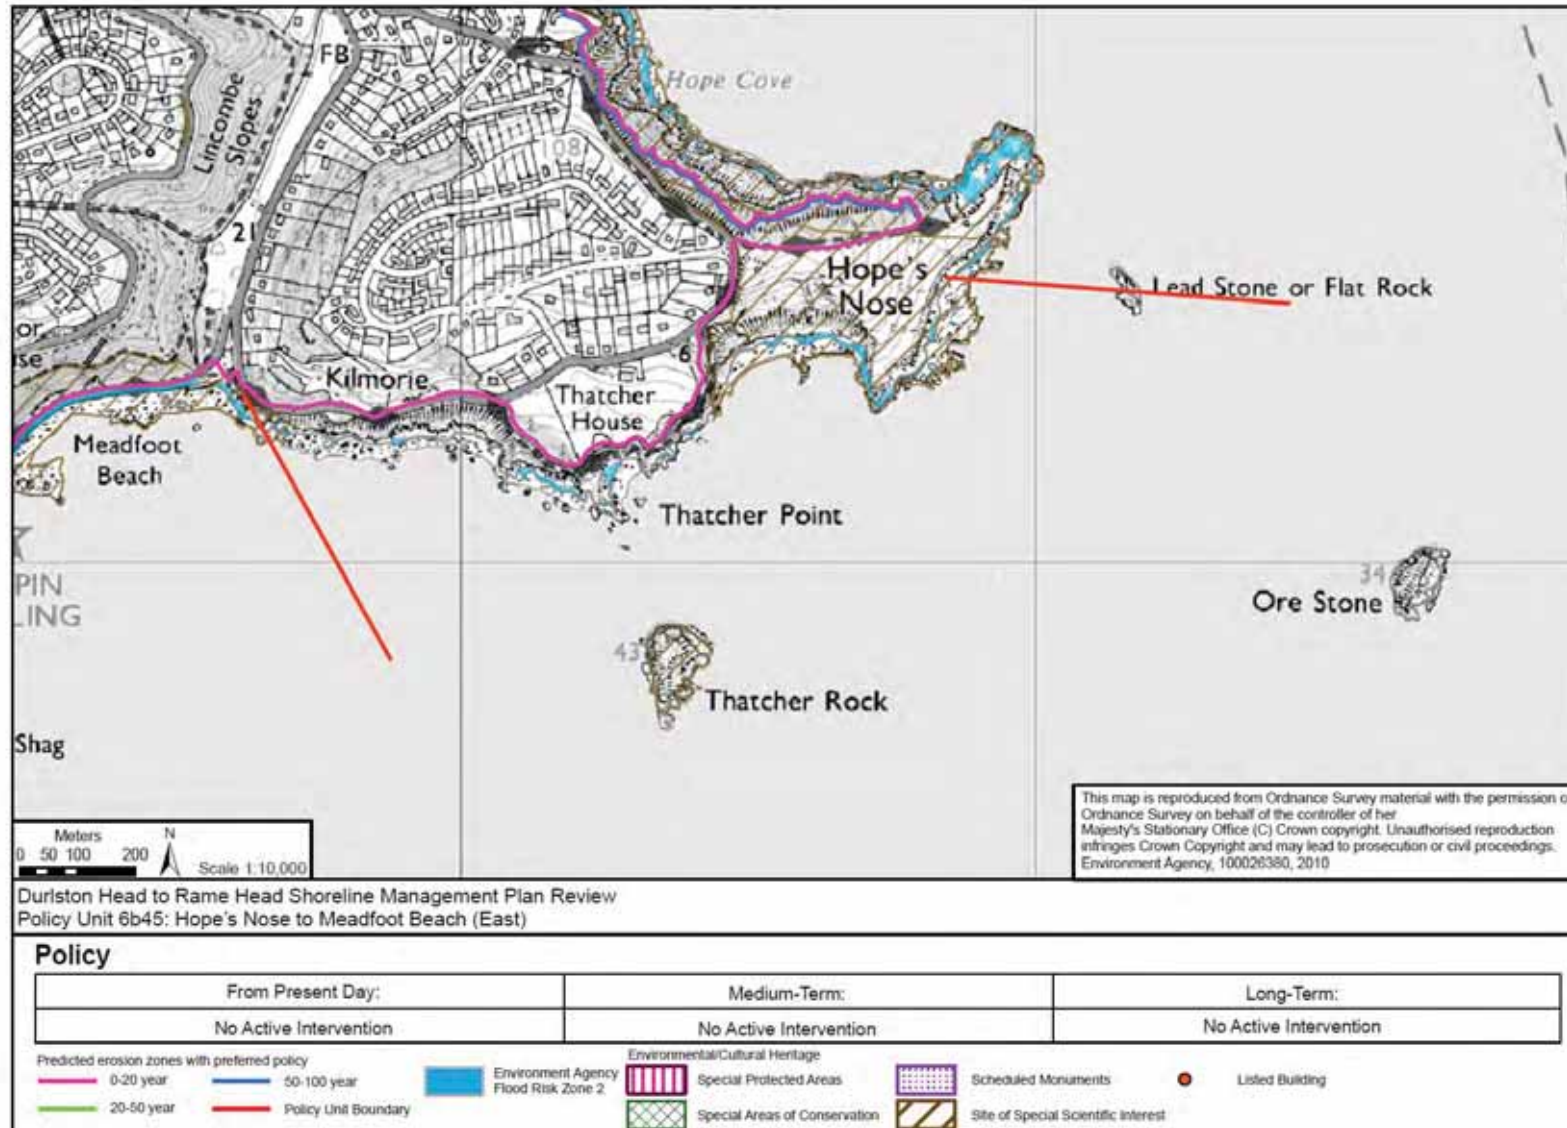 FB
5
Hope Cove
Lincombe
Slopes
108
21
Hope's
Nose
Lead Stone or Flat Rock
6
Kilmorie
Thatcher
House
Meadfoot
Beach
Thatcher Point
PIN
LING
34
Ore Stone
43
Thatcher Rock
Shag
Meters
0 50 100 200
N
Scale 1:10,000
This map is reproduced from Ordnance Survey material with the permission o
Ordnance Survey on behalf of the controller of her
Majesty's Stationary Office (C) Crown copyright. Unauthorised reproduction
infringes Crown Copyright and may lead to prosecution or civil proceedings.
Environment Agency, 100026380, 2010
Durlston Head to Rame Head Shoreline Management Plan Review
Policy Unit 6b45: Hope's Nose to Meadfoot Beach (East)
Policy
From Present Day: Medium-Term: Long-Term:
No Active Intervention No Active Intervention No Active Intervention
Predicted erosion zones with preferred policy
0-20 year
50-100 year
20-50 year
Policy Unit Boundary
Environment Agency
Flood Risk Zone 2
Environmental/Cultural Heritage
Special Protected Areas
Scheduled Monuments
Listed Building
Special Areas of Conservation
Site of Special Scientific Interest